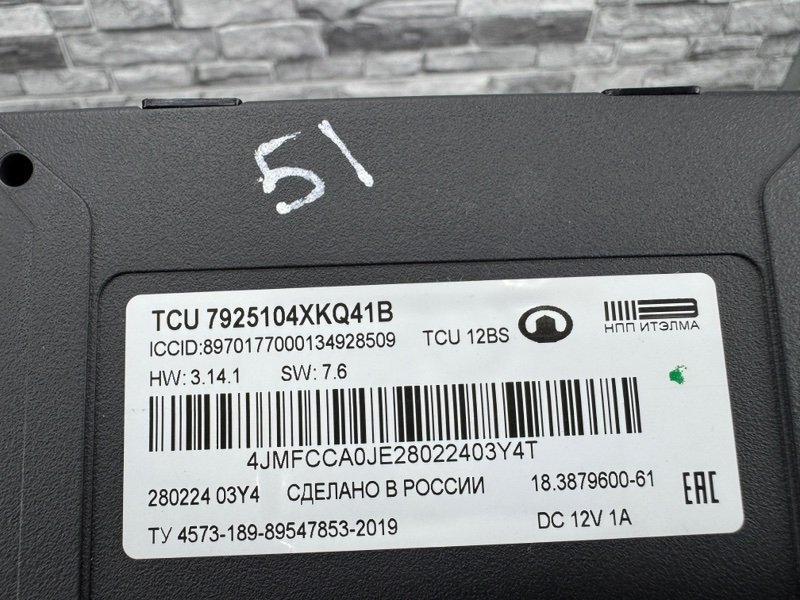 51
TCU 7925104XKQ41B
ICCID:8970177000134928509
TCU 12BS
НПП ИТЭЛМА
HW: 3.14.1 SW: 7.6
4JMFCCA0JE28022403Y4T
280224 03Y4 СДЕЛАНО В РОССИИ 18.3879600-61
EAC
ТУ 4573-189-89547853-2019 DC 12V 1A